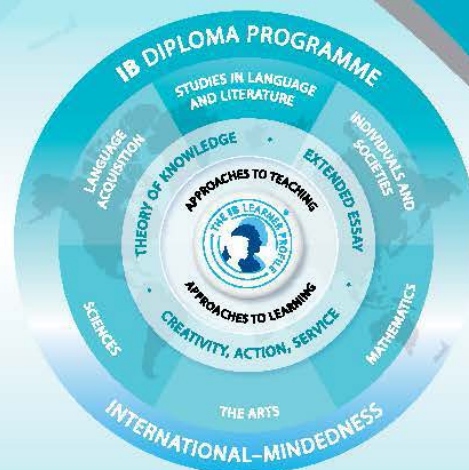 IB DIPLOMA PROGRAMME
STUDIES IN LANGUAGE
AND LITERATURE
LANGUAGE
ACQUISITION
INDIVIDUALS AND
SOCIETIES
THEORY OF KNOWLEDGE
EXTENDED ESSAY
APPROACHES TO TEACHING
THE IB LEARNER PROFILE
APPROACHES TO LEARNING
CREATIVITY, ACTION, SERVICE
SCIENCES
MATHEMATICS
THE ARTS
INTERNATIONAL-MINDEDNESS